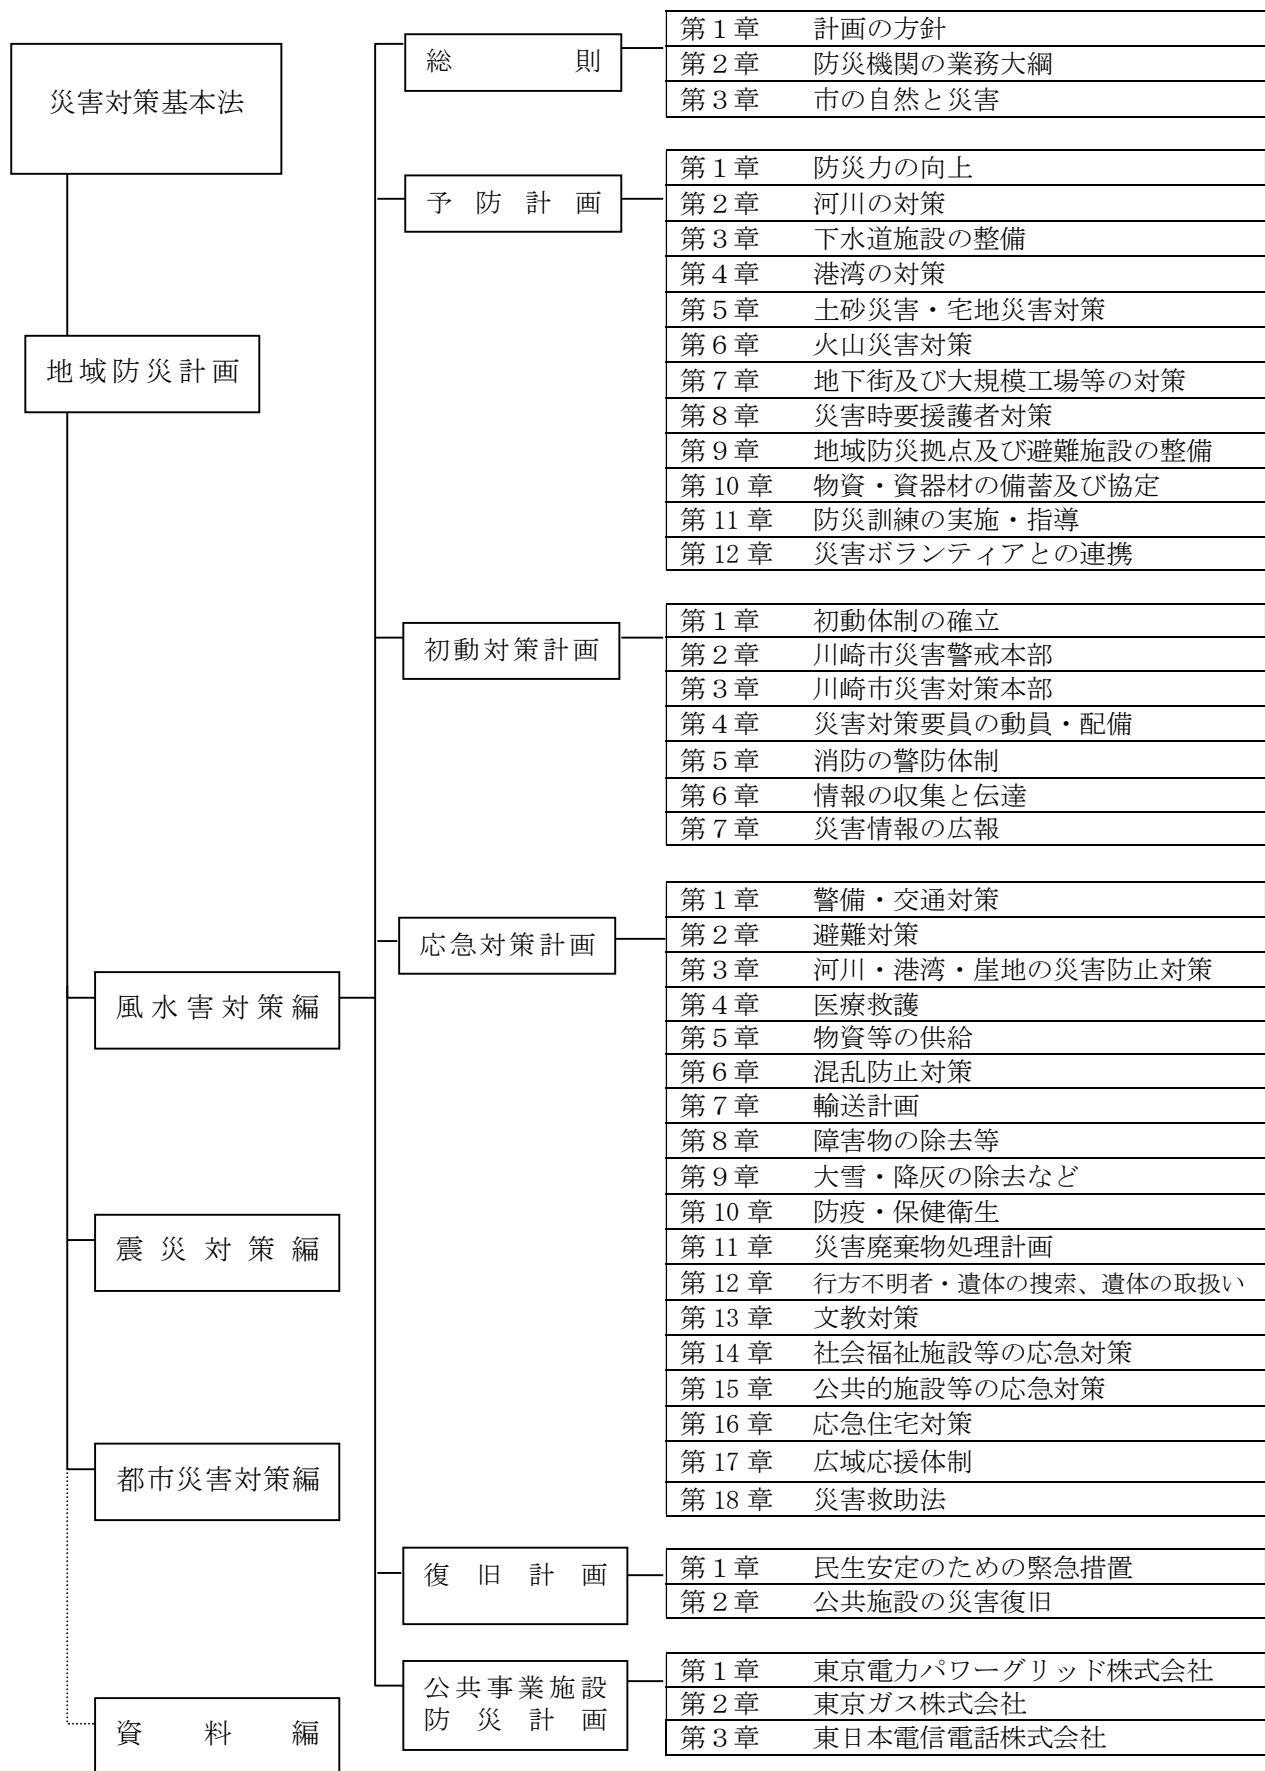 災害対策基本法
地域防災計画
風水害対策編
震災対策編
都市災害対策編
資料編
総則
第1章 計画の方針
第2章 防災機関の業務大綱
第3章 市の自然と災害
予防計画
第1章 防災力の向上
第2章 河川の対策
第3章 下水道施設の整備
第4章 港湾の対策
第5章 土砂災害・宅地災害対策
第6章 火山災害対策
第7章 地下街及び大規模工場等の対策
第8章 災害時要援護者対策
第9章 地域防災拠点及び避難施設の整備
第10章 物資・資器材の備蓄及び協定
第11章 防災訓練の実施・指導
第12章 災害ボランティアとの連携
初動対策計画
第1章 初動体制の確立
第2章 川崎市災害警戒本部
第3章 川崎市災害対策本部
第4章 災害対策要員の動員・配備
第5章 消防の警防体制
第6章 情報の収集と伝達
第7章 災害情報の広報
応急対策計画
第1章 警備・交通対策
第2章 避難対策
第3章 河川・港湾・崖地の災害防止対策
第4章 医療救護
第5章 物資等の供給
第6章 混乱防止対策
第7章 輸送計画
第8章 障害物の除去等
第9章 大雪・降灰の除去など
第10章 防疫・保健衛生
第11章 災害廃棄物処理計画
第12章 行方不明者・遺体の捜索、遺体の取扱い
第13章 文教対策
第14章 社会福祉施設等の応急対策
第15章 公共的施設等の応急対策
第16章 応急住宅対策
第17章 広域応援体制
第18章 災害救助法
復旧計画
第1章 民生安定のための緊急措置
第2章 公共施設の災害復旧
公共事業施設
防災計画
第1章 東京電力パワーグリッド株式会社
第2章 東京ガス株式会社
第3章 東日本電信電話株式会社